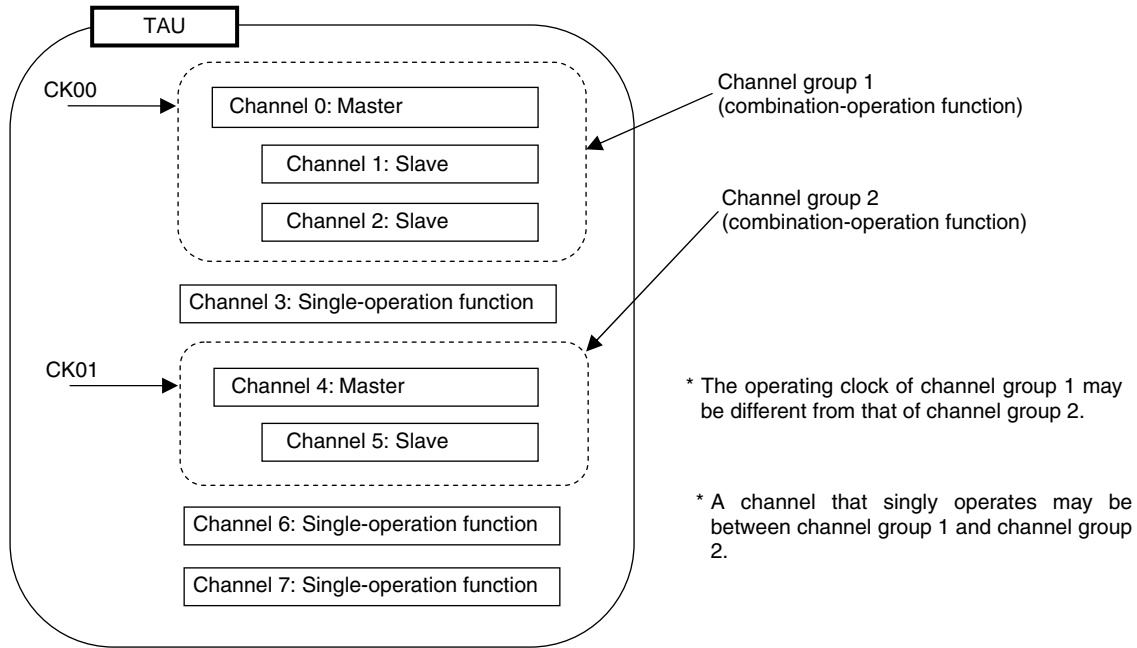 TAU
CK00
Channel 0: Master
Channel 1: Slave
Channel 2: Slave
Channel group 1
(combination-operation function)
Channel group 2
(combination-operation function)
Channel 3: Single-operation function
CK01
Channel 4: Master
Channel 5: Slave
* The operating clock of channel group 1 may
be different from that of channel group 2.
Channel 6: Single-operation function
Channel 7: Single-operation function
* A channel that singly operates may be
between channel group 1 and channel group
2.